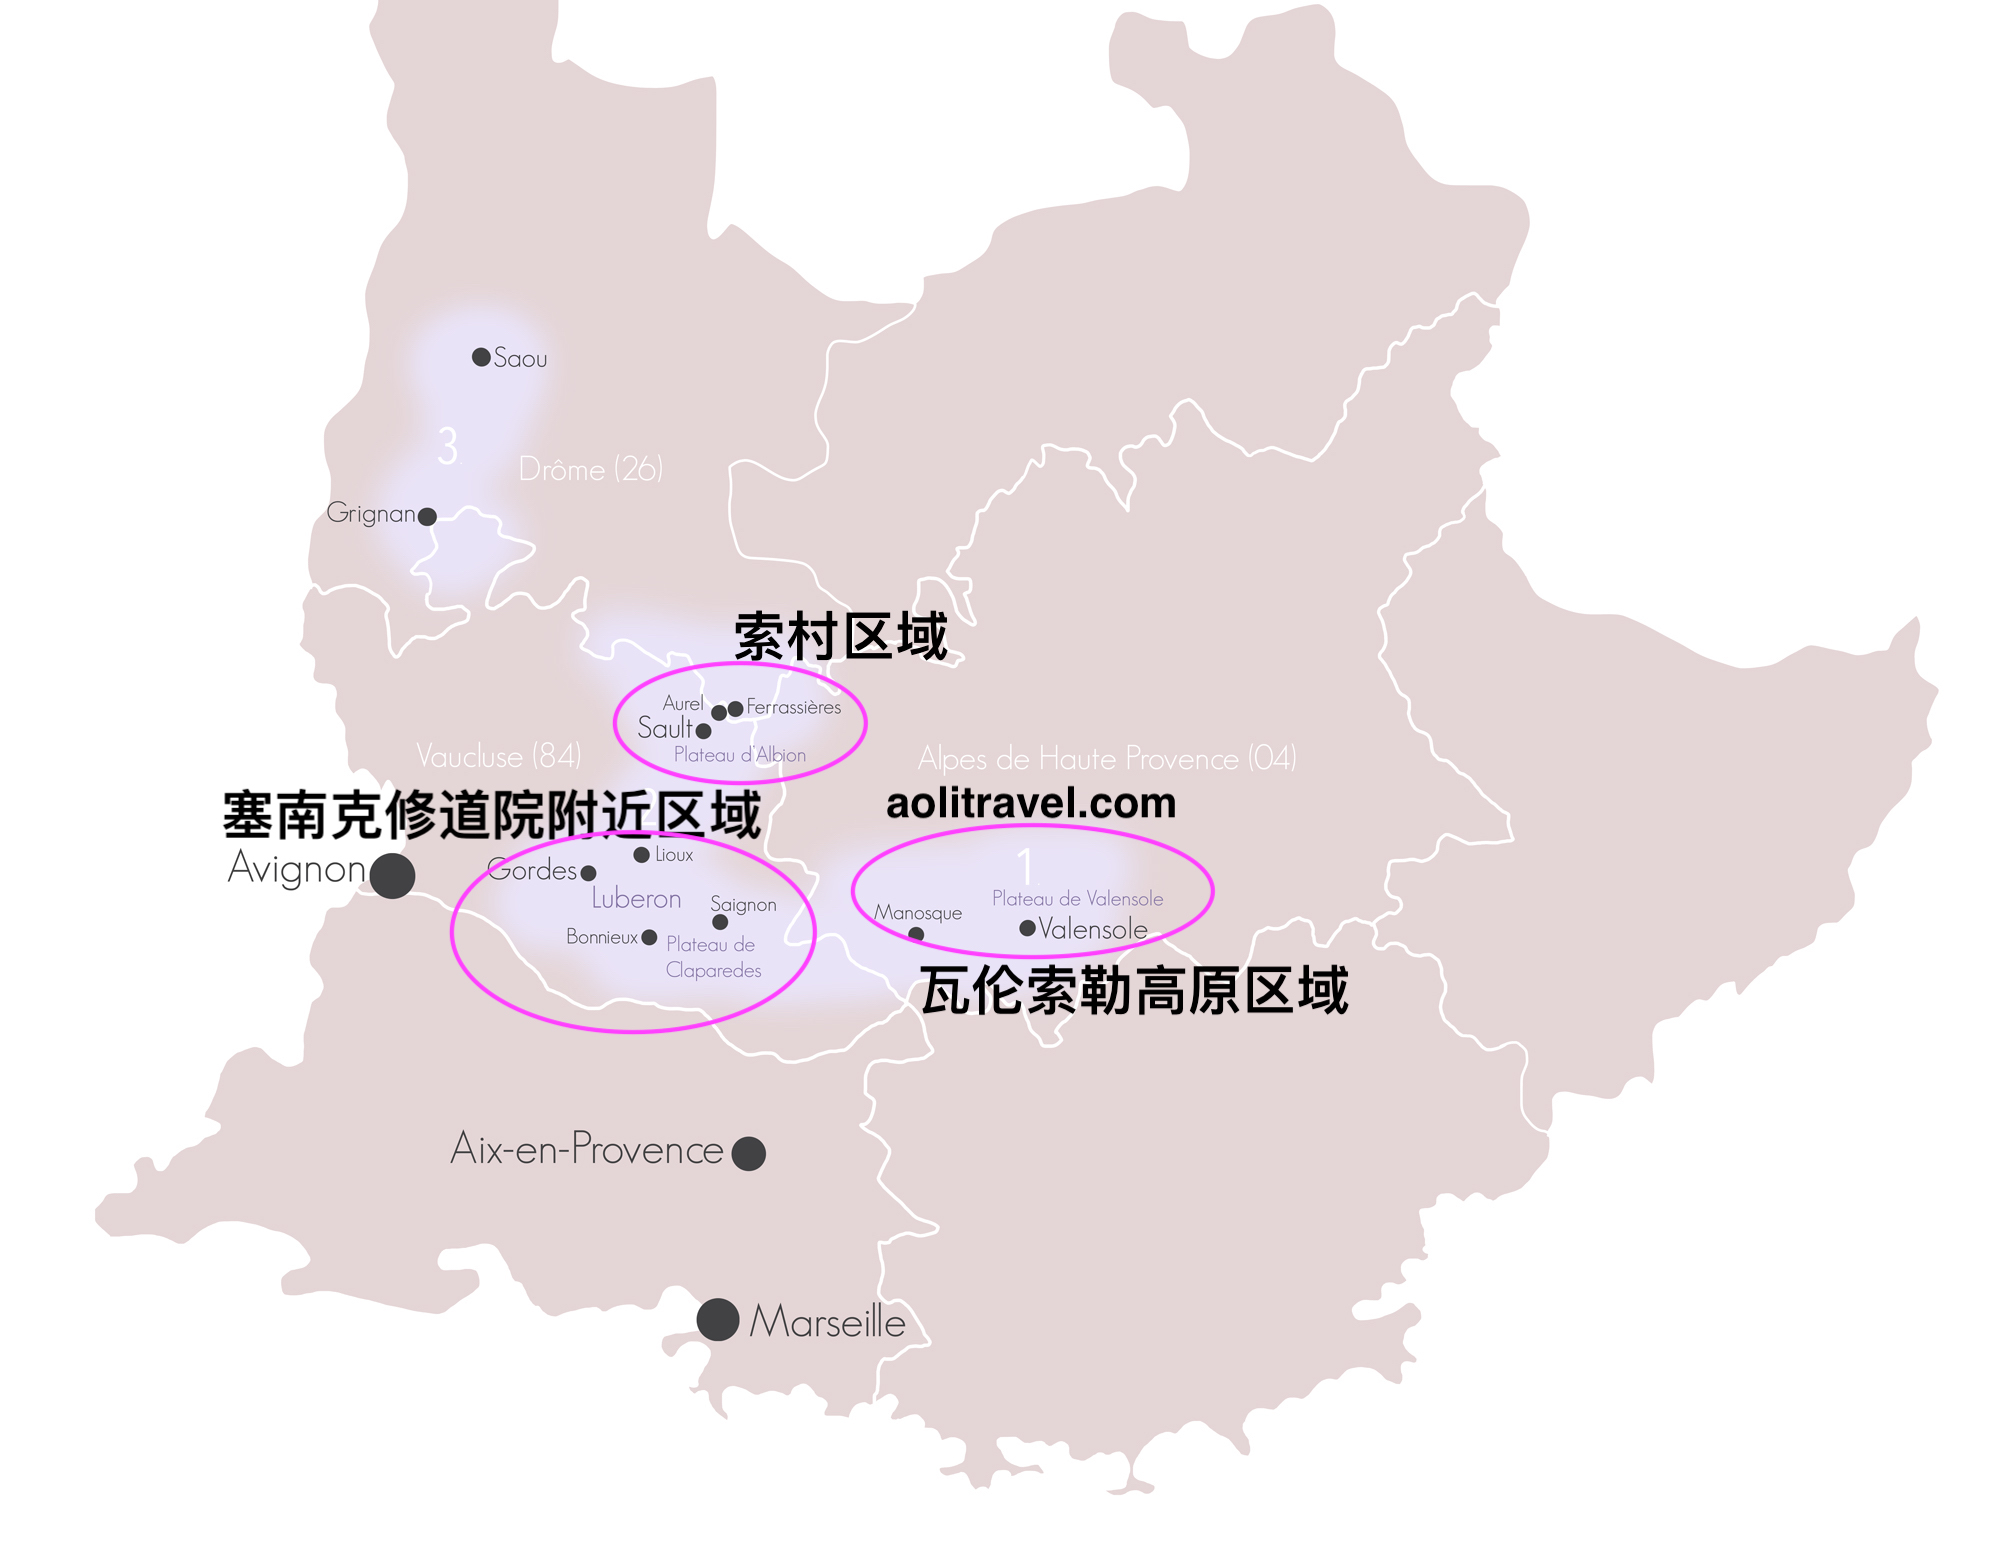 Saou
3.
Drôme (26)
Grignan
索村区域
Aurel
Ferrassières
Sault
Plateau d'Albion
Vaucluse (84)
Alpes de Haute Provence (04)
塞南克修道院附近区域
2
aolitravel.com
Avignon
Lioux
Gordes
Luberon
Saignon
Bonnieux
Plateau de
Claparedes
1.
Plateau de Valensole
Manosque
Valensole
瓦伦索勒高原区域
Aix-en-Provence
Marseille